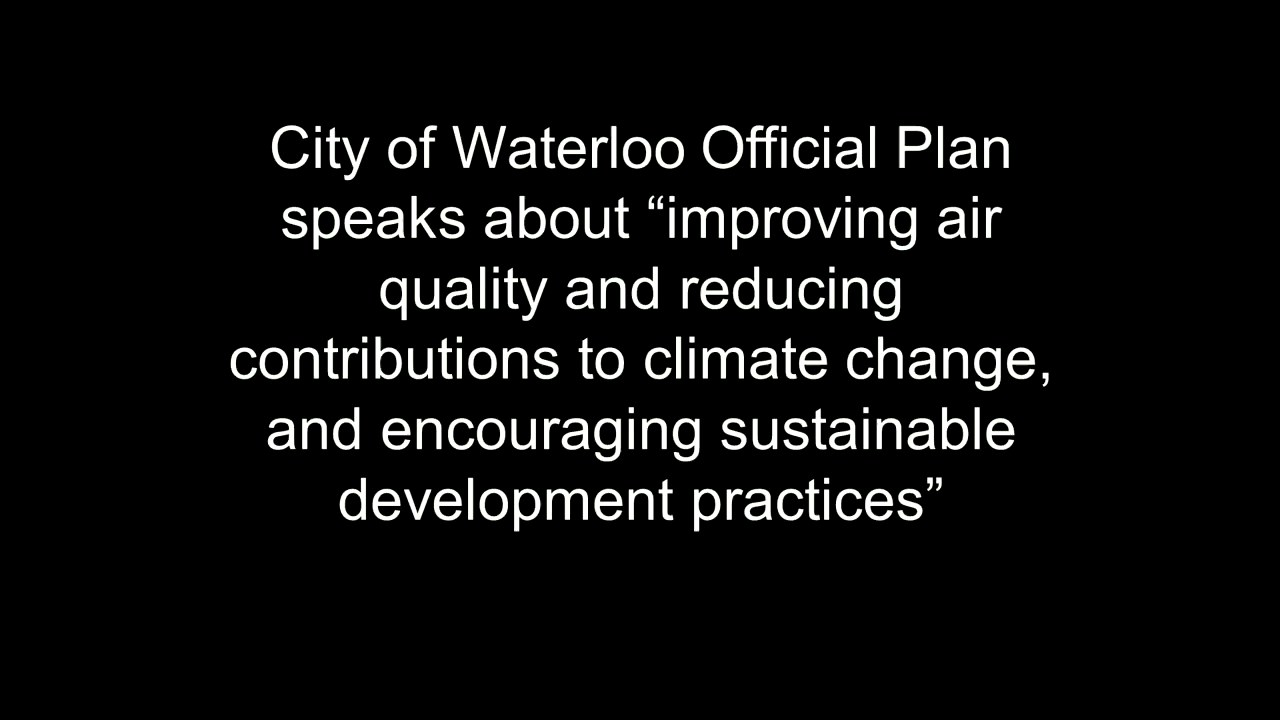 City of Waterloo Official Plan
speaks about “improving air
quality and reducing
contributions to climate change,
and encouraging sustainable
development practices”